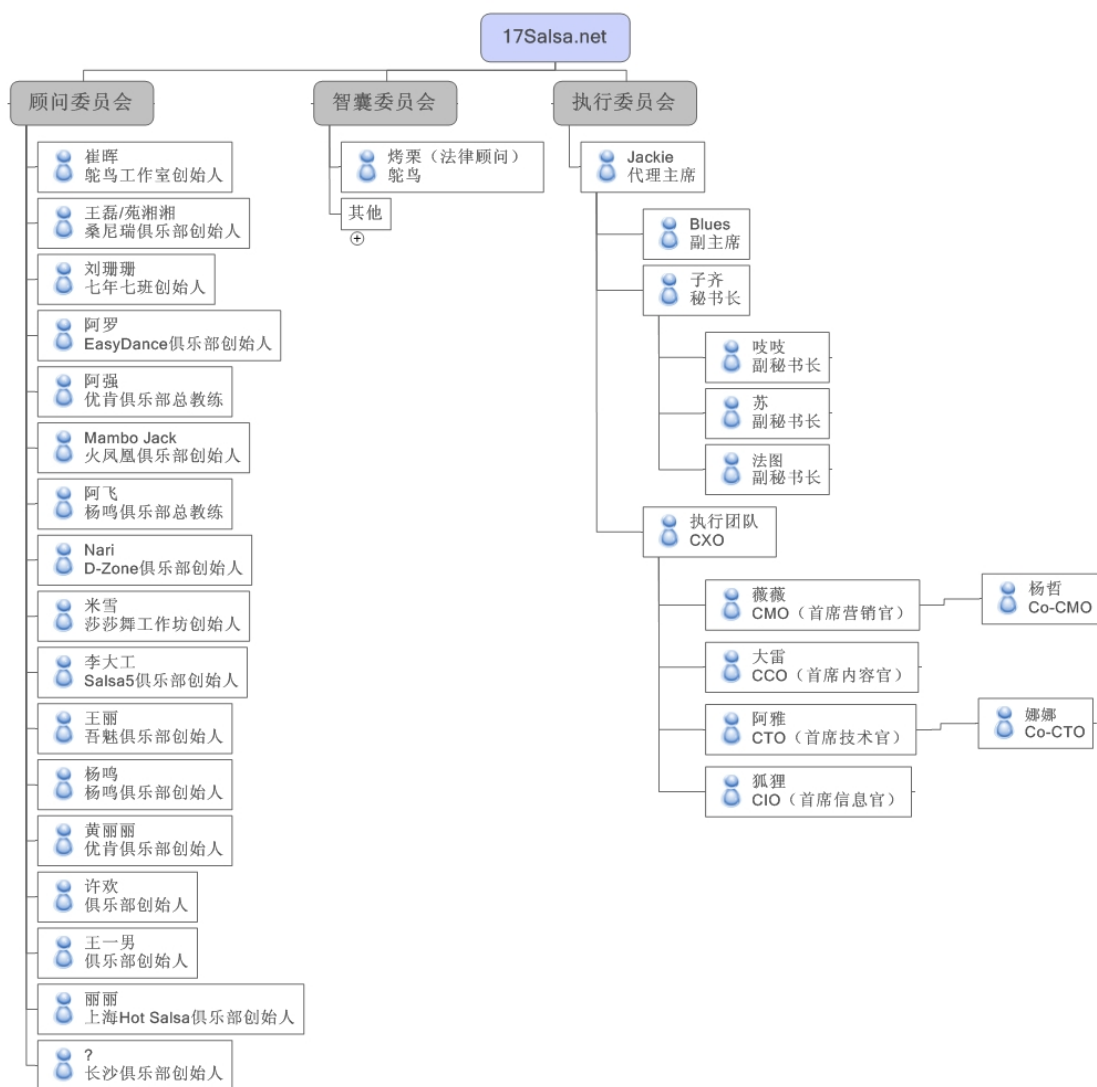 17Salsa.net
顾问委员会
崔晖
鸵鸟工作室创始人
王磊/苑湘湘
桑尼瑞俱乐部创始人
刘珊珊
七年七班创始人
阿罗
EasyDance俱乐部创始人
阿强
优肯俱乐部总教练
Mambo Jack
火凤凰俱乐部创始人
阿飞
杨鸣俱乐部总教练
Nari
D-Zone俱乐部创始人
米雪
莎莎舞工作坊创始人
李大工
Salsa5俱乐部创始人
王丽
吾魅俱乐部创始人
杨鸣
杨鸣俱乐部创始人
黄丽丽
优肯俱乐部创始人
许欢
俱乐部创始人
王一男
俱乐部创始人
丽丽
上海Hot Salsa俱乐部创始人
?
长沙俱乐部创始人
智囊委员会
烤栗（法律顾问）
鸵鸟
其他
执行委员会
Jackie
代理主席
Blues
副主席
子齐
秘书长
吱吱
副秘书长
苏
副秘书长
法图
副秘书长
执行团队
CXO
薇薇
CMO（首席营销官）
杨哲
Co-CMO
大雷
CCO（首席内容官）
阿雅
CTO（首席技术官）
娜娜
Co-CTO
狐狸
CIO（首席信息官）